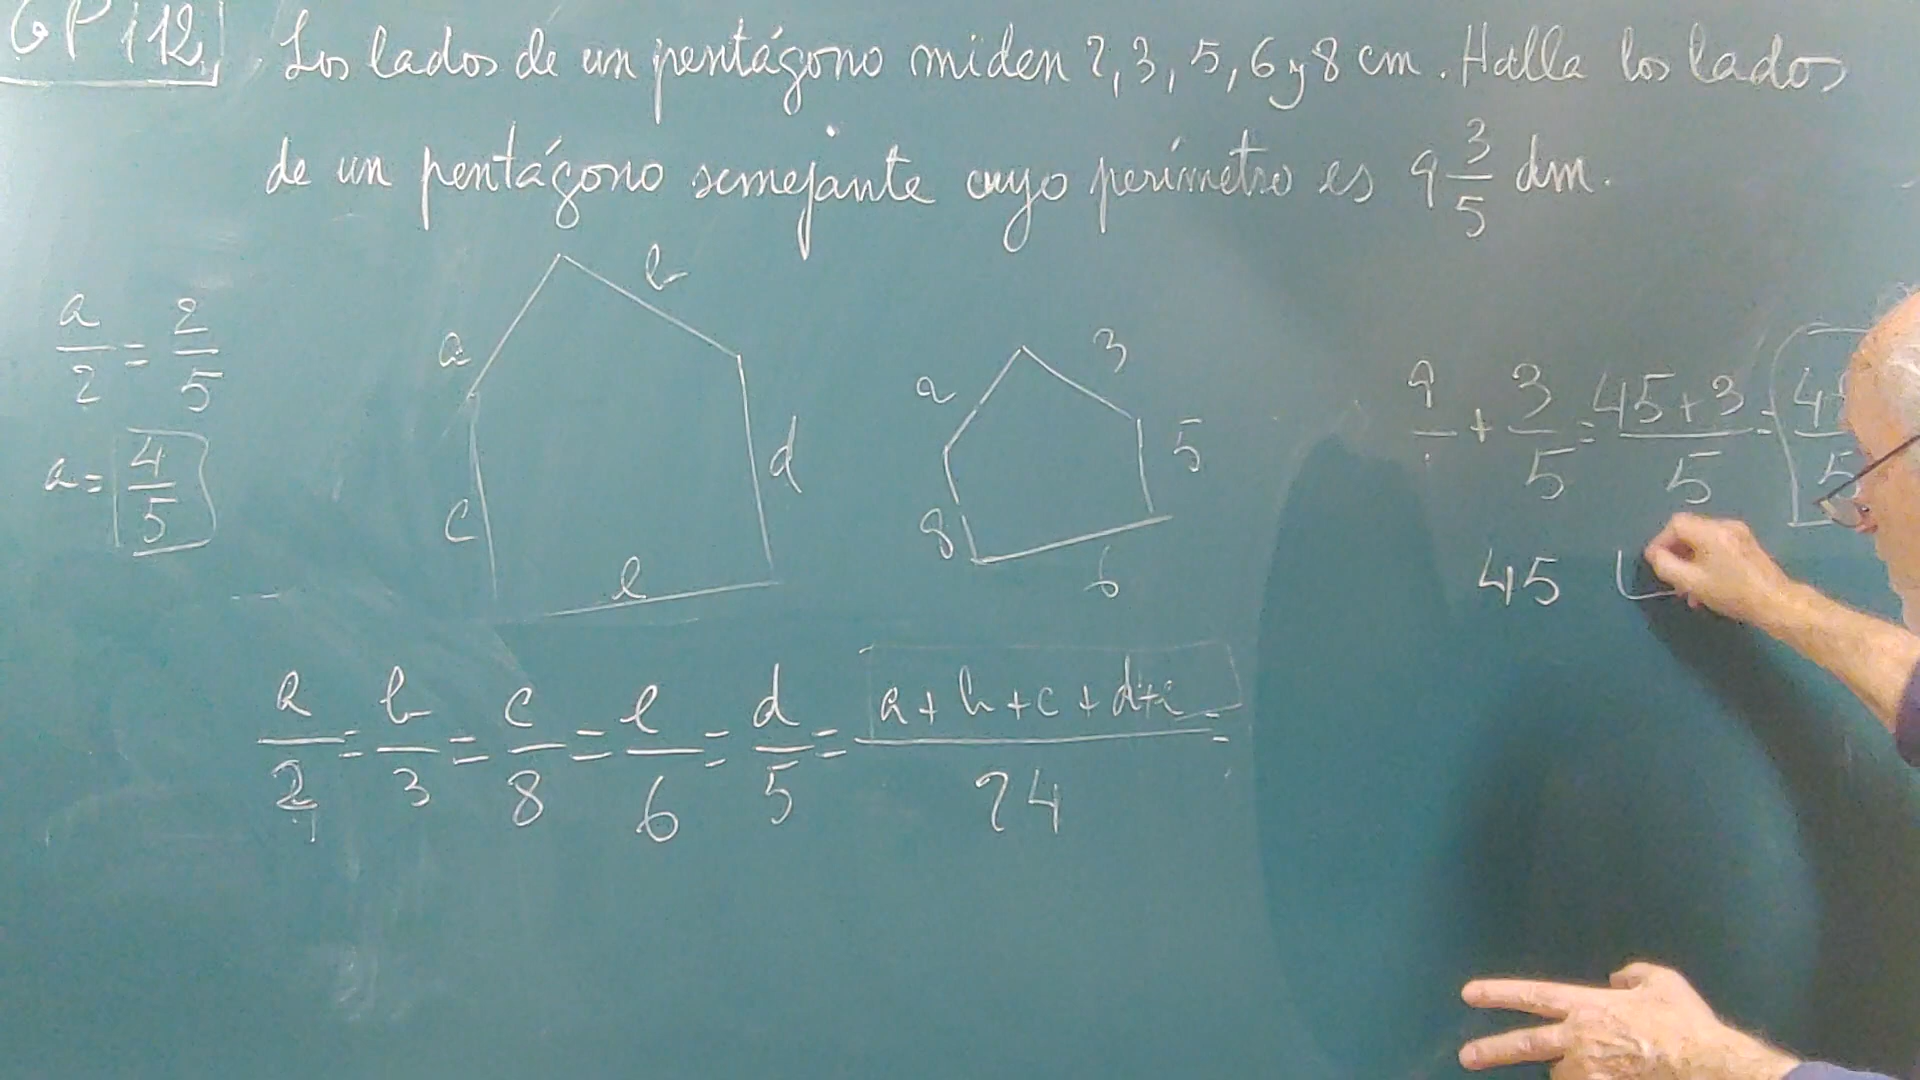 GP 112
Los lados de un pentágono miden 2, 3, 5, 6 y 8 cm. Halla los lados
de un pentágono semejante cuyo perímetro es 9 3/5 dm.
a/2 = 2/5
a = 4/5
a
b
c
d
e
2
3
5
8
6
9/1 + 3/5 = 45+3/5 =
45
a/2 = b/3 = c/8 = e/6 = d/5 = a+b+c+d+e/24 =